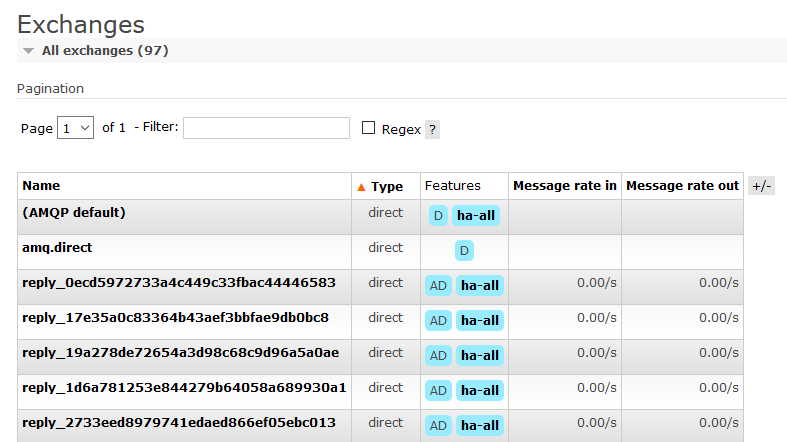 Exchanges
All exchanges (97)
Pagination
Page 1 of 1 - Filter: Regex ?
Name Type Features Message rate in Message rate out +/-
(AMQP default) direct D ha-all
amq.direct direct D
reply_0ecd5972733a4c449c33fbac44446583 direct AD ha-all 0.00/s 0.00/s
reply_17e35a0c83364b43aef3bbfae9db0bc8 direct AD ha-all 0.00/s 0.00/s
reply_19a278de72654a3d98c68c9d96a5a0ae direct AD ha-all 0.00/s 0.00/s
reply_1d6a781253e844279b64058a689930a1 direct AD ha-all 0.00/s 0.00/s
reply_2733eed8979741edaed866ef05ebc013 direct AD ha-all 0.00/s 0.00/s